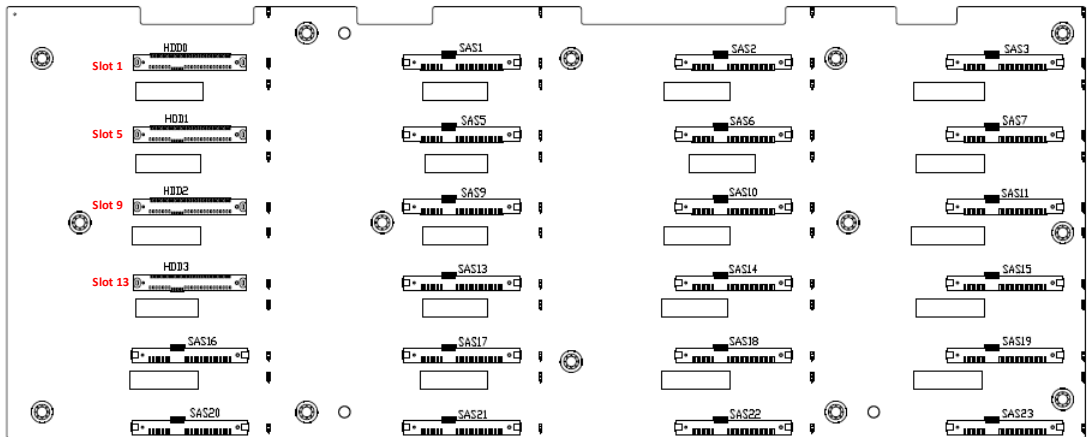 HDD0 SAS1 SAS2 SAS3
Slot 1
HDD1 SAS5 SAS6 SAS7
Slot 5
HDD2 SAS9 SAS10 SAS11
Slot 9
HDD3 SAS13 SAS14 SAS15
Slot 13
SAS16 SAS17 SAS18 SAS19
SAS20 SAS21 SAS22 SAS23